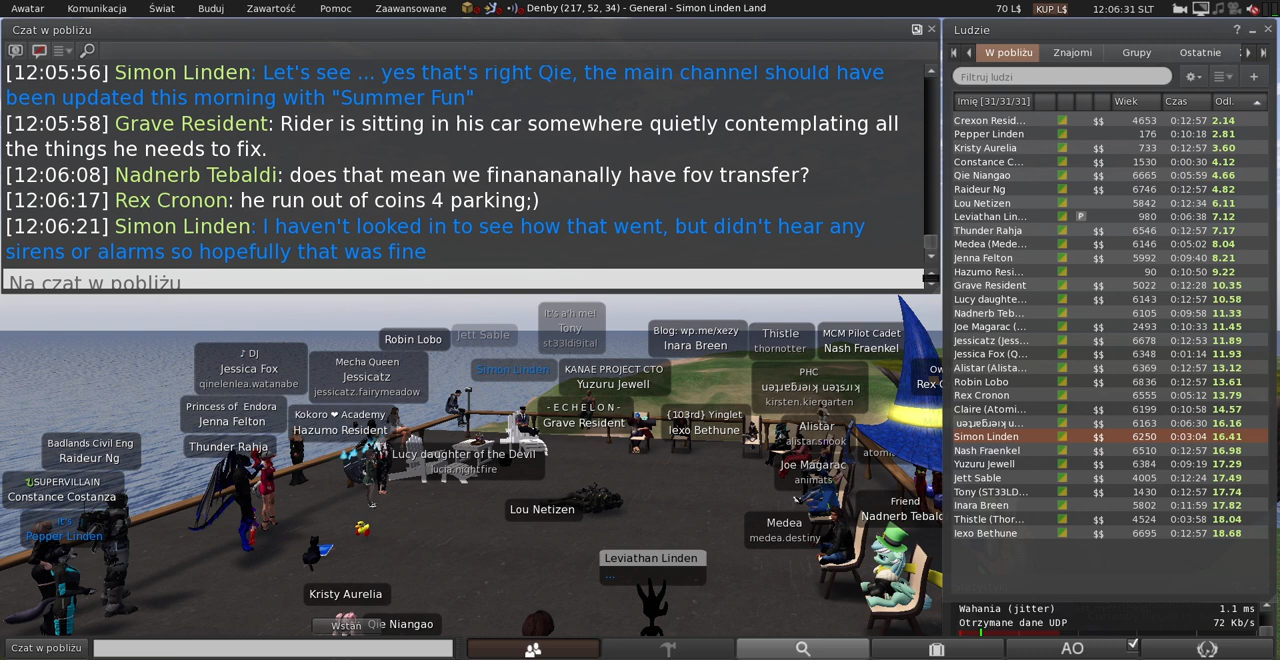 Awatar Komunikacja Świat Buduj Zawartość Pomoc Zaawansowane Denby (217, 52, 34) - General - Simon Linden Land 70 L$ KUP L$ 12:06:31 SLT
Czat w pobliżu
[12:05:56] Simon Linden: Let's see ... yes that's right Qie, the main channel should have
been updated this morning with "Summer Fun"
[12:05:58] Grave Resident: Rider is sitting in his car somewhere quietly contemplating all
the things he needs to fix.
[12:06:08] Nadnerb Tebaldi: does that mean we finanananally have fov transfer?
[12:06:17] Rex Cronon: he run out of coins 4 parking;)
[12:06:21] Simon Linden: I haven't looked in to see how that went, but didn't hear any
sirens or alarms so hopefully that was fine
Na czat w pobliżu
It's a'h me!
Tony
st33ldi9ital
Robin Lobo
Jett Sable
Blog: wp.me/xezy
Inara Breen
Thistle
thornotter
MCM Pilot Cadet
Nash Fraenkel
♪ DJ
Jessica Fox
qinelenlea.watanabe
Mecha Queen
Jessicatz
jessicatz.fairymeadow
Simon Linden
KANAE PROJECT CTO
Yuzuru Jewell
PHC
kirsten.kiergarten
Ow
Rex C
Princess of Endora
Jenna Felton
Kokoro ❤ Academy
Hazumo Resident
- E C H E L O N -
Grave Resident
{103rd} Yinglet
Iexo Bethune
Alistar
alistar.snook
atomi
Badlands Civil Eng
Raideur Ng
Thunder Rahja
Lucy daughter of the Devil
lucia.nightfire
Joe Magarac
animats
SUPERVILLAIN
Constance Costanza
It's
Pepper Linden
Lou Netizen
Medea
medea.destiny
Friend
Nadnerb Tebald
Leviathan Linden
...
Kristy Aurelia
Wstań
Qie Niangao
Czat w pobliżu
AO
Ludzie
? _ ×
W pobliżu Znajomi Grupy Ostatnie
Filtruj ludzi
Imię [31/31/31] Wiek Czas Odl.
Crexon Resid... $$ 4653 0:12:57 2.14
Pepper Linden 176 0:10:18 2.81
Kristy Aurelia $$ 733 0:12:57 3.60
Constance C... $$ 1530 0:00:30 4.12
Qie Niangao $$ 6665 0:05:59 4.66
Raideur Ng $$ 6746 0:12:57 4.82
Lou Netizen 5842 0:12:34 6.11
Leviathan Lin... P 980 0:06:38 7.12
Thunder Rahja $$ 6546 0:12:57 7.17
Medea (Mede... $$ 6146 0:05:02 8.04
Jenna Felton $$ 5992 0:09:40 8.21
Hazumo Resi... 90 0:10:50 9.22
Grave Resident $$ 5022 0:12:28 10.35
Lucy daughte... $$ 6143 0:12:57 10.58
Nadnerb Teb... 6105 0:09:58 11.33
Joe Magarac (... $$ 2493 0:10:33 11.45
Jessicatz (Jess... $$ 6678 0:12:53 11.89
Jessica Fox (Q... $$ 6348 0:01:14 11.93
Alistar (Alista... $$ 6369 0:12:57 13.12
Robin Lobo $$ 6836 0:12:57 13.61
Rex Cronon $$ 6555 0:05:12 13.79
Claire (Atomi... $$ 6199 0:10:58 14.57
$$ 6163 0:06:30 16.16
Simon Linden $$ 6250 0:03:04 16.41
Nash Fraenkel $$ 6510 0:12:57 16.98
Yuzuru Jewell $$ 6384 0:09:19 17.29
Jett Sable $$ 4005 0:12:24 17.49
Tony (ST33LD... $$ 1430 0:12:57 17.74
Inara Breen 5802 0:11:59 17.82
Thistle (Thor... $$ 4524 0:03:58 18.04
Iexo Bethune $$ 6695 0:12:57 18.68
Wahania (jitter) 1.1 ms
Otrzymane dane UDP 72 Kb/s